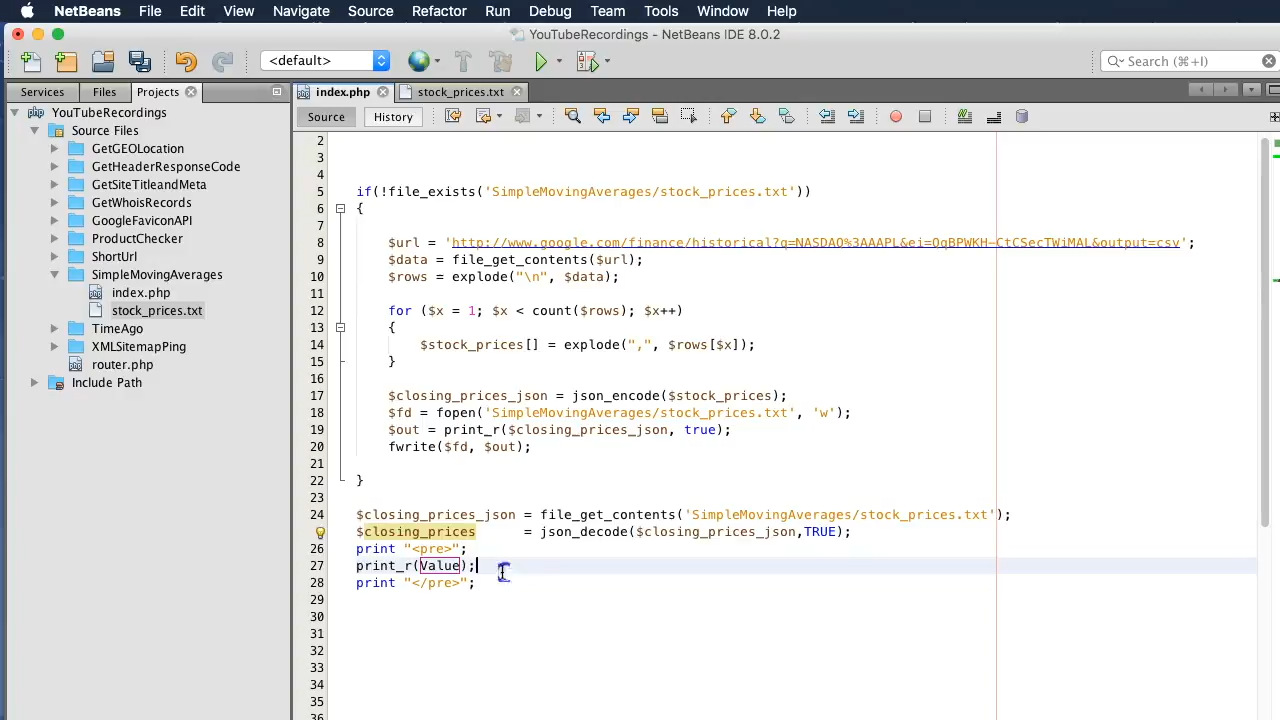 NetBeans File Edit View Navigate Source Refactor Run Debug Team Tools Window Help
YouTubeRecordings - NetBeans IDE 8.0.2
<default> Search (⌘+I)
Services Files Projects index.php stock_prices.txt
Source History
YouTubeRecordings
Source Files
GetGEOLocation
GetHeaderResponseCode
GetSiteTitleandMeta
GetWhoisRecords
GoogleFaviconAPI
ProductChecker
ShortUrl
SimpleMovingAverages
index.php
stock_prices.txt
TimeAgo
XMLSitemapPing
router.php
Include Path
2
3
4
5 if(!file_exists('SimpleMovingAverages/stock_prices.txt'))
6 {
7
8 $url = 'http://www.google.com/finance/historical?q=NASDAQ%3AAAPL&ei=OqBPWKH-CtCSecTWiMAL&output=csv';
9 $data = file_get_contents($url);
10 $rows = explode("\n", $data);
11
12 for ($x = 1; $x < count($rows); $x++)
13 {
14 $stock_prices[] = explode(",", $rows[$x]);
15 }
16
17 $closing_prices_json = json_encode($stock_prices);
18 $fd = fopen('SimpleMovingAverages/stock_prices.txt', 'w');
19 $out = print_r($closing_prices_json, true);
20 fwrite($fd, $out);
21
22 }
23
24 $closing_prices_json = file_get_contents('SimpleMovingAverages/stock_prices.txt');
$closing_prices = json_decode($closing_prices_json,TRUE);
26 print "<pre>";
27 print_r(Value);
28 print "</pre>";
29
30
31
32
33
34
35
36